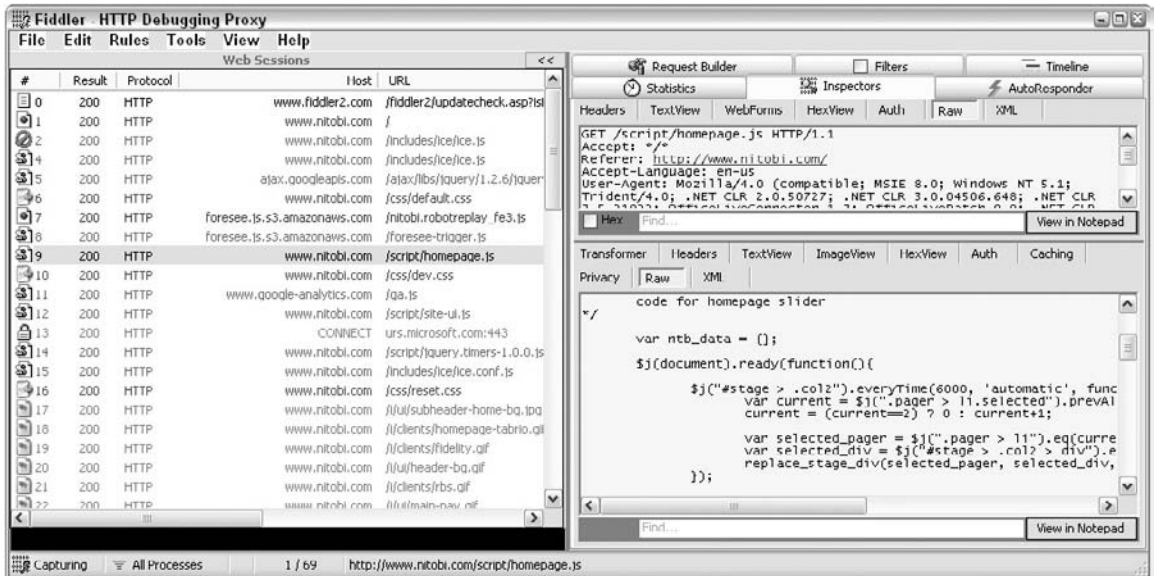 Fiddler - HTTP Debugging Proxy
File Edit Rules Tools View Help
Web Sessions <<
# Result Protocol Host URL
0 200 HTTP www.fiddler2.com /fiddler2/updatecheck.asp?isl
1 200 HTTP www.nitobi.com /
2 200 HTTP www.nitobi.com /includes/ice/ice.js
4 200 HTTP www.nitobi.com /includes/ice/ice.js
5 200 HTTP ajax.googleapis.com /ajax/libs/jquery/1.2.6/jquer
6 200 HTTP www.nitobi.com /css/default.css
7 200 HTTP foresee.js.s3.amazonaws.com /nitobi.robotreplay_fe3.js
8 200 HTTP foresee.js.s3.amazonaws.com /foresee-trigger.js
9 200 HTTP www.nitobi.com /script/homepage.js
10 200 HTTP www.nitobi.com /css/dev.css
11 200 HTTP www.google-analytics.com /ga.js
12 200 HTTP www.nitobi.com /script/site-ui.js
13 200 HTTP CONNECT urs.microsoft.com:443
14 200 HTTP www.nitobi.com /script/jquery.timers-1.0.0.js
15 200 HTTP www.nitobi.com /includes/ice/ice.conf.js
16 200 HTTP www.nitobi.com /css/reset.css
17 200 HTTP www.nitobi.com /i/ui/subheader-home-bg.jpg
18 200 HTTP www.nitobi.com /i/clients/homepage-tabrio.gi
19 200 HTTP www.nitobi.com /i/clients/fidelity.gif
20 200 HTTP www.nitobi.com /i/ui/header-bg.gif
21 200 HTTP www.nitobi.com /i/clients/rbs.gif
22 200 HTTP www.nitobi.com /i/ui/main-nav.gif
Request Builder Filters Timeline
Statistics Inspectors AutoResponder
Headers TextView WebForms HexView Auth Raw XML
GET /script/homepage.js HTTP/1.1
Accept: */*
Referer: http://www.nitobi.com/
Accept-Language: en-us
User-Agent: Mozilla/4.0 (compatible; MSIE 8.0; Windows NT 5.1;
Trident/4.0; .NET CLR 2.0.50727; .NET CLR 3.0.04506.648; .NET CLR
Hex Find... View in Notepad
Transformer Headers TextView ImageView HexView Auth Caching
Privacy Raw XML
code for homepage slider
*/
var ntb_data = {};
$j(document).ready(function(){
$j("#stage > .col2").everyTime(6000, 'automatic', func
var current = $j(".pager > li.selected").prevAl
current = (current==2) ? 0 : current+1;
var selected_pager = $j(".pager > li").eq(curre
var selected_div = $j("#stage > .col2 > div").e
replace_stage_div(selected_pager, selected_div,
});
Find... View in Notepad
Capturing All Processes 1 / 69 http://www.nitobi.com/script/homepage.js